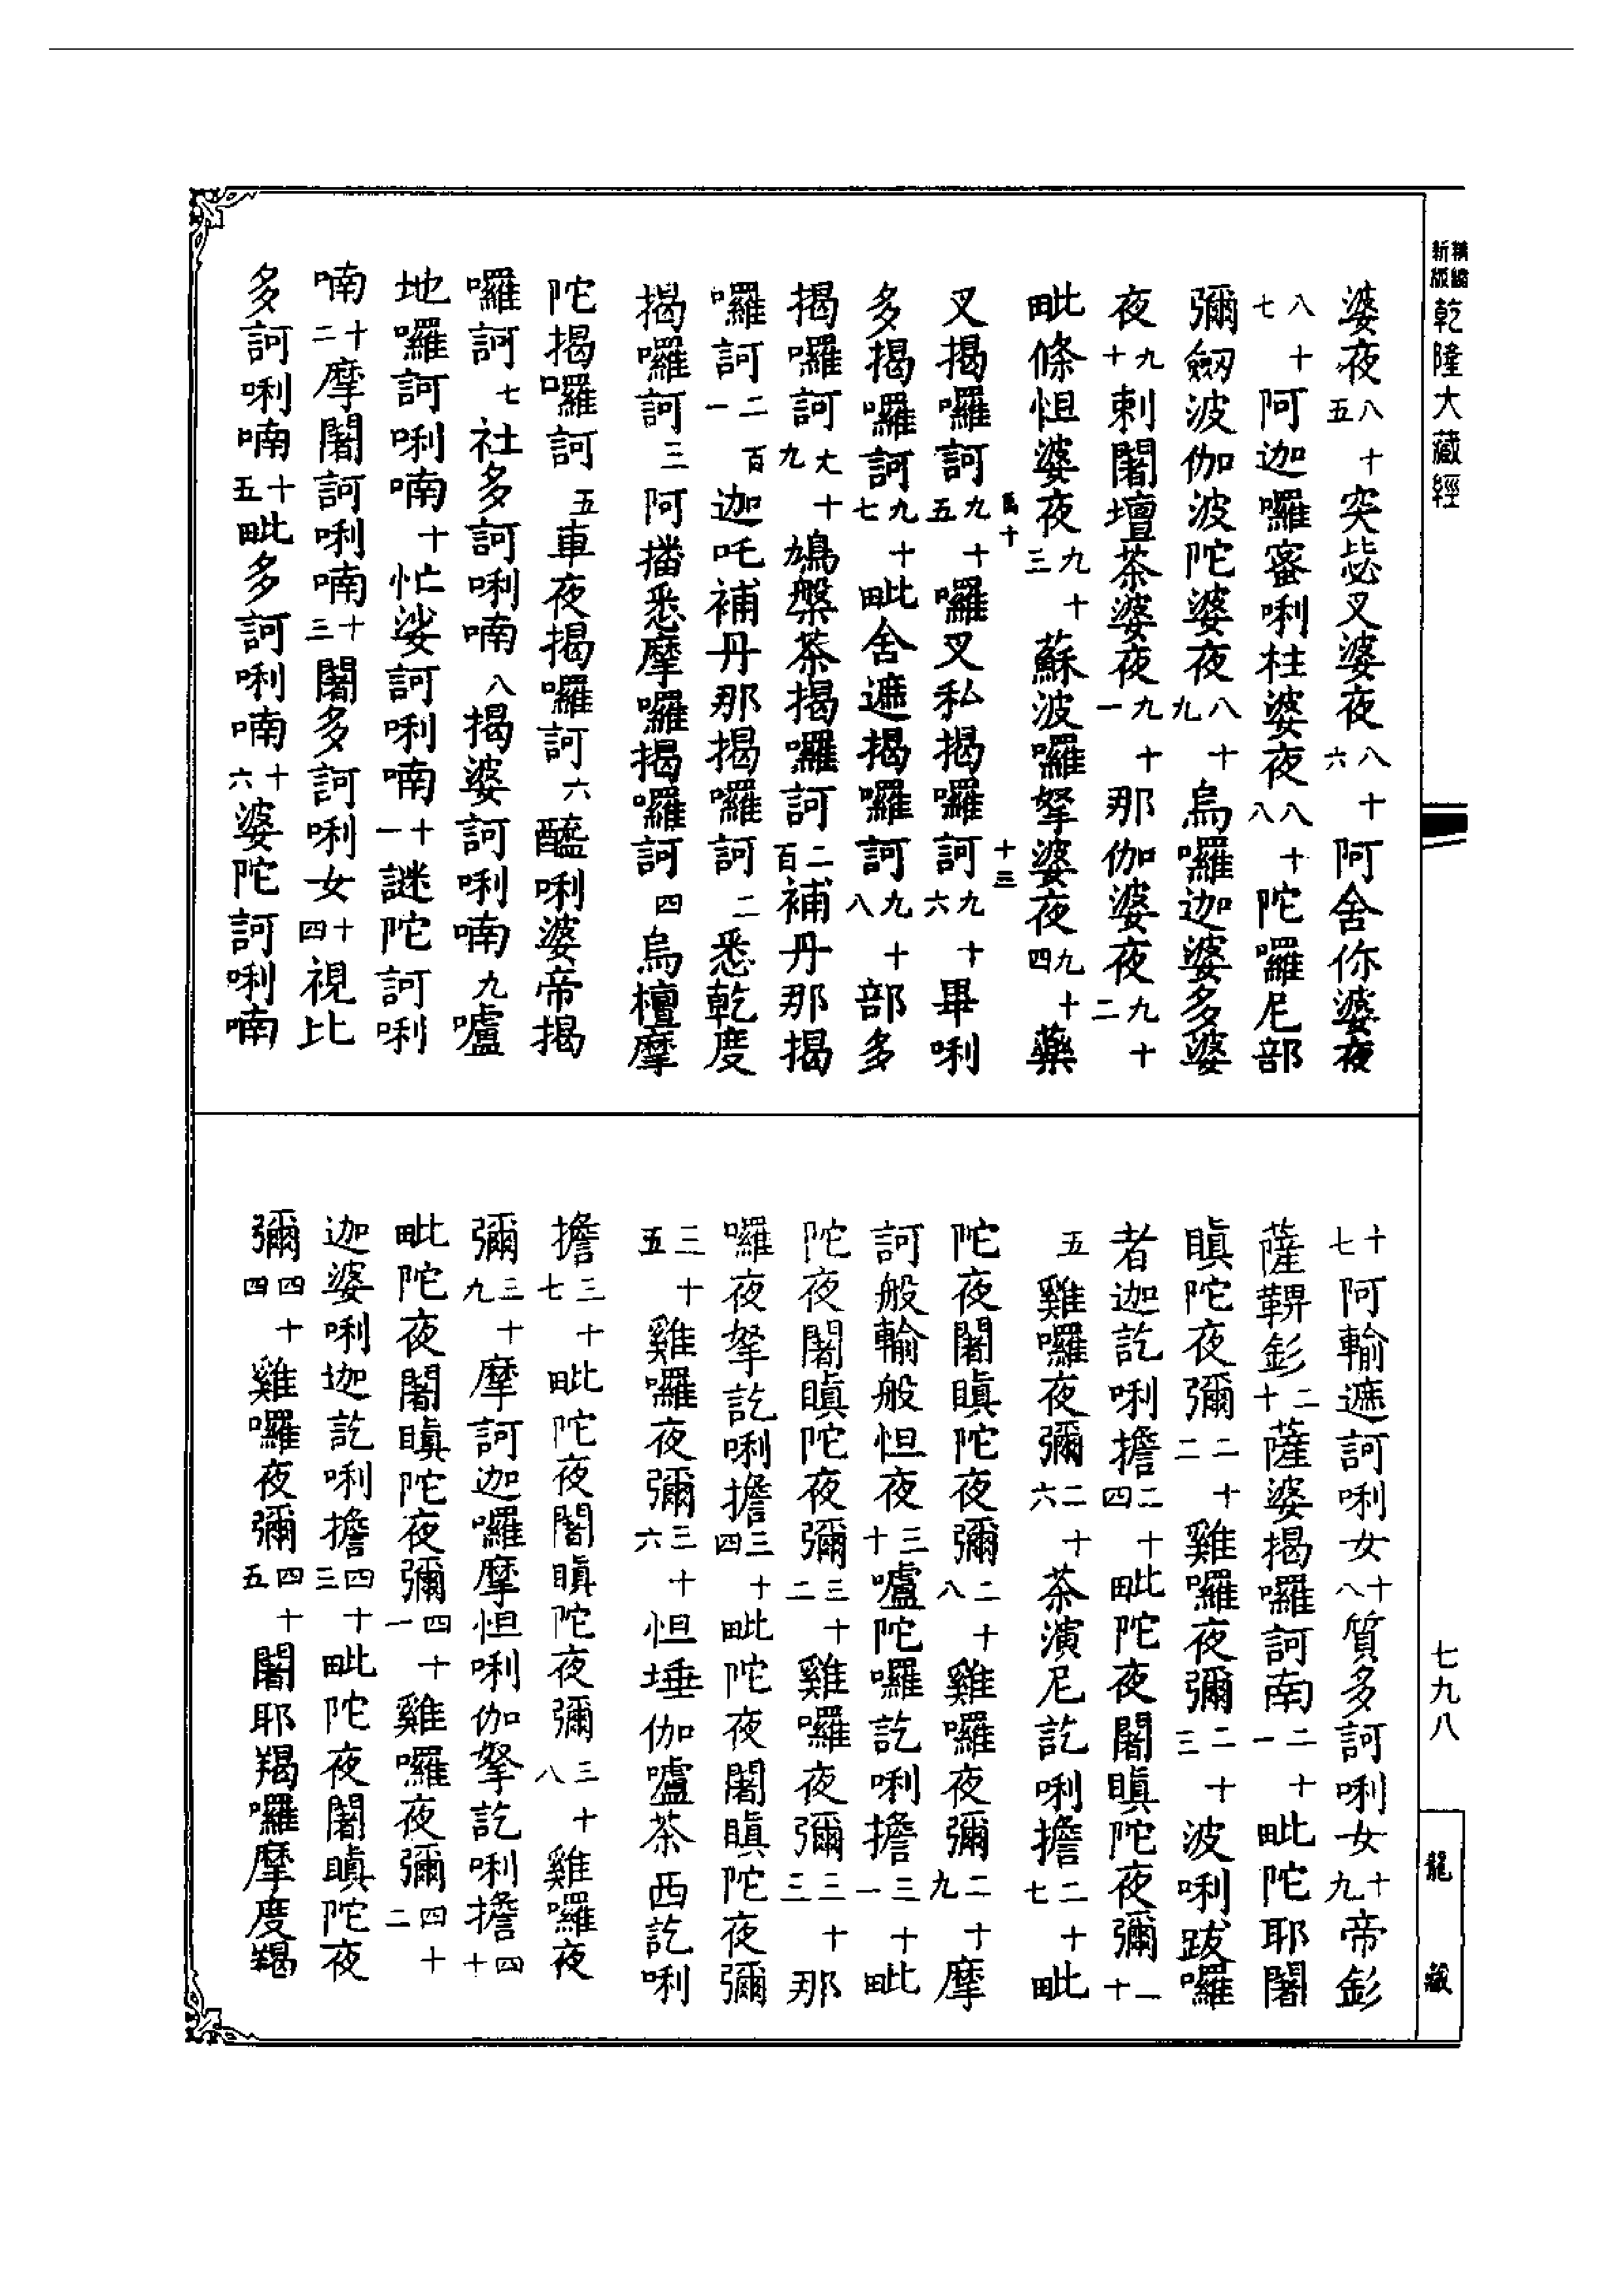 精縮新版
乾隆大藏經
婆夜八十五突毖叉婆夜八十六阿舍你婆夜
八十七阿迦囉蜜唎柱婆夜八十八陀囉尼部
彌劒波伽波陀婆夜八十九烏囉迦婆多婆
夜九十剌闍壇茶婆夜九十一那伽婆夜九十二
毗條怛婆夜九十三蘇波囉拏婆夜九十四藥
十三
叉揭囉訶九十五囉叉私揭囉訶九十六畢唎
多揭囉訶九十七毗舍遮揭囉訶九十八部多
揭囉訶九十九鳩槃茶揭囉訶二百補丹那揭
囉訶二百一迦吒補丹那揭囉訶二悉乾度
揭囉訶三阿播悉摩囉揭囉訶四烏檀摩
陀揭囉訶五車夜揭囉訶六醯唎婆帝揭
囉訶七社多訶唎喃八揭婆訶唎喃九嚧
地囉訶唎喃十忙娑訶唎喃十一謎陀訶唎
喃十二摩闍訶唎喃十三闍多訶唎女十四視比
多訶唎喃十五毗多訶唎喃十六婆陀訶唎喃
十七阿輸遮訶唎女十八質多訶唎女十九帝釤
薩鞞釤二十薩婆揭囉訶南二十一毗陀耶闍
瞋陀夜彌二十二雞囉夜彌二十三波唎跋囉
者迦訖唎擔二十四毗陀夜闍瞋陀夜彌二十
五雞囉夜彌二十六茶演尼訖唎擔二十七毗
陀夜闍瞋陀夜彌二十八雞囉夜彌二十九摩
訶般輸般怛夜三十嚧陀囉訖唎擔三十一毗
陀夜闍瞋陀夜彌三十二雞囉夜彌三十三那
囉夜拏訖唎擔三十四毗陀夜闍瞋陀夜彌
三十五雞囉夜彌三十六怛埵伽嚧茶西訖唎
擔三十七毗陀夜闍瞋陀夜彌三十八雞囉夜
彌三十九摩訶迦囉摩怛唎伽拏訖唎擔四十
毗陀夜闍瞋陀夜彌四十一雞囉夜彌四十二
迦婆唎迦訖唎擔四十三毗陀夜闍瞋陀夜
彌四十四雞囉夜彌四十五闍耶羯囉摩度羯
七九八
龍藏